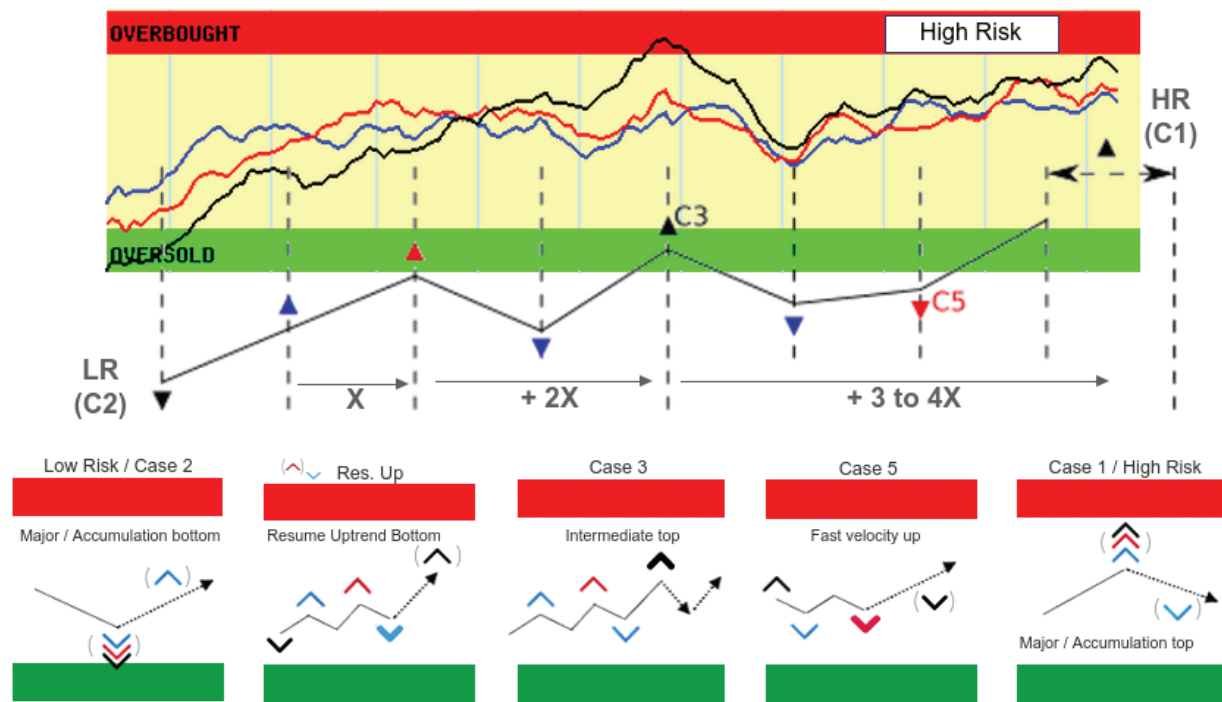 OVERBOUGHT
High Risk
HR
(C1)
C3
OVERSOLD
C5
LR
(C2)
X
+ 2X
+ 3 to 4X
Low Risk / Case 2
Major / Accumulation bottom
Res. Up
Resume Uptrend Bottom
Case 3
Intermediate top
Case 5
Fast velocity up
Case 1 / High Risk
Major / Accumulation top